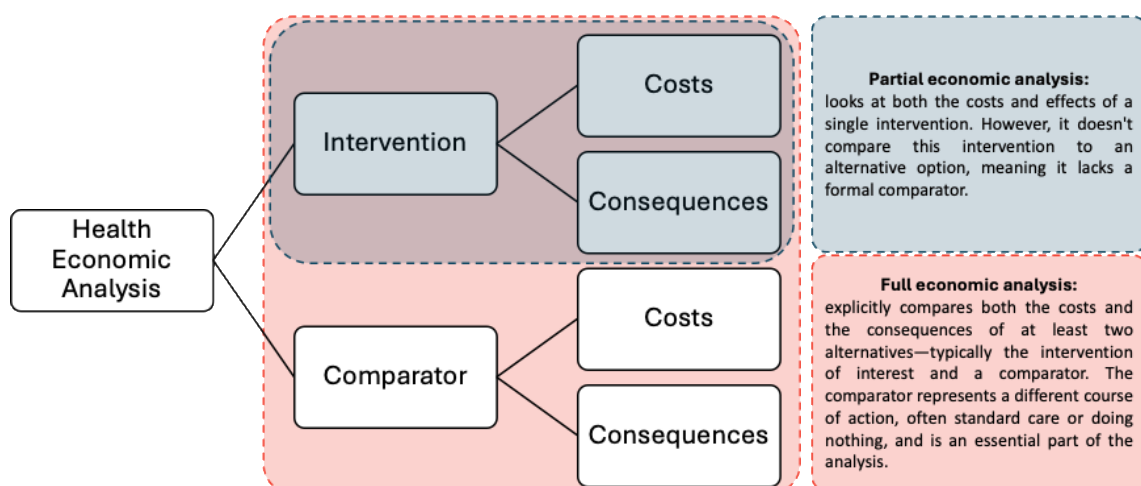 Health
Economic
Analysis
Intervention
Costs
Consequences
Comparator
Costs
Consequences
Partial economic analysis:
looks at both the costs and effects of a
single intervention. However, it doesn't
compare this intervention to an
alternative option, meaning it lacks a
formal comparator.
Full economic analysis:
explicitly compares both the costs and
the consequences of at least two
alternatives—typically the intervention
of interest and a comparator. The
comparator represents a different course
of action, often standard care or doing
nothing, and is an essential part of the
analysis.